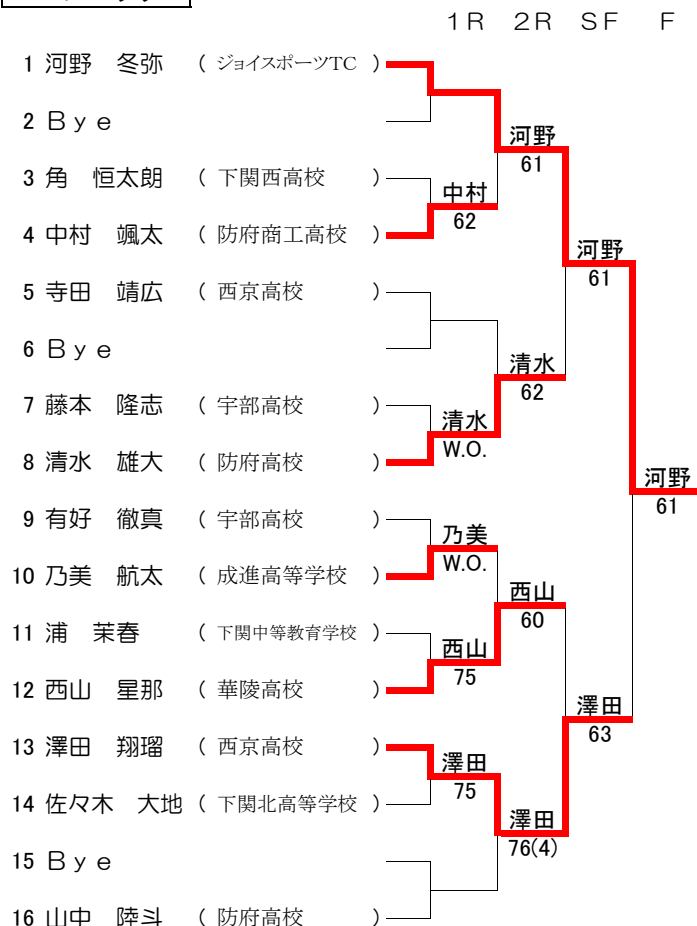 1R 2R SF F
1 河野 冬弥 ( ジョイスポーツTC )
2 Bye
河野
61
3 角 恒太朗 ( 下関西高校 )
中村
62
4 中村 颯太 ( 防府商工高校 )
河野
61
5 寺田 靖広 ( 西京高校 )
6 Bye
清水
62
7 藤本 隆志 ( 宇部高校 )
清水
W.O.
8 清水 雄大 ( 防府高校 )
河野
61
9 有好 徹真 ( 宇部高校 )
乃美
W.O.
10 乃美 航太 ( 成進高等学校 )
西山
60
11 浦 茉春 ( 下関中等教育学校 )
西山
75
12 西山 星那 ( 華陵高校 )
澤田
63
13 澤田 翔瑠 ( 西京高校 )
澤田
75
14 佐々木 大地 ( 下関北高等学校 )
澤田
76(4)
15 Bye
16 山中 陸斗 ( 防府高校 )